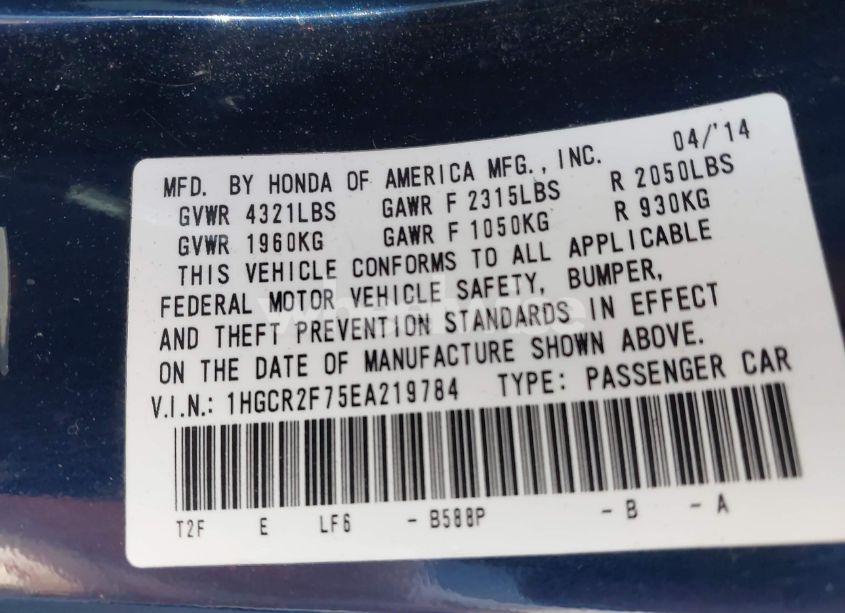 04/'14
MFD. BY HONDA OF AMERICA MFG., INC.
GVWR 4321LBS GAWR F 2315LBS R 2050LBS
GVWR 1960KG GAWR F 1050KG R 930KG
THIS VEHICLE CONFORMS TO ALL APPLICABLE
FEDERAL MOTOR VEHICLE SAFETY, BUMPER,
AND THEFT PREVENTION STANDARDS IN EFFECT
ON THE DATE OF MANUFACTURE SHOWN ABOVE.
V.I.N.: 1HGCR2F75EA219784 TYPE: PASSENGER CAR
T2F E LF6 - B588P - B - A